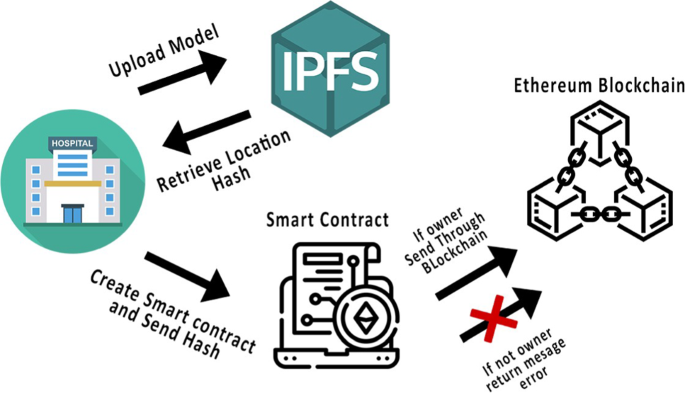 Upload Model
IPFS
Ethereum Blockchain
HOSPITAL
Retrieve Location
Hash
Smart Contract
If owner
Send Through
BLockchain
Create Smart contract
and Send Hash
If not owner
return mesage
error